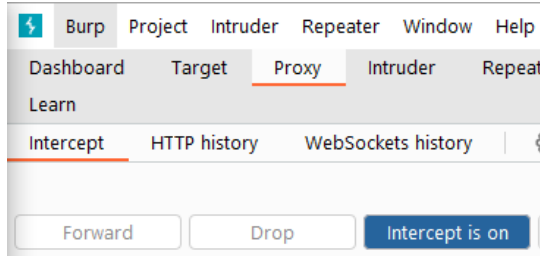 Burp Project Intruder Repeater Window Help
Dashboard Target Proxy Intruder
Learn
Intercept HTTP history WebSockets history
Forward Drop Intercept is on